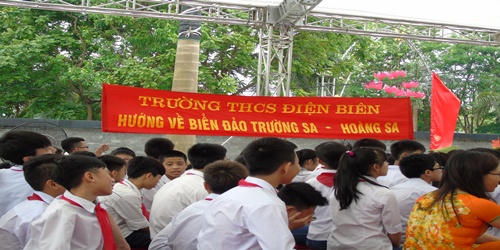 TRƯỜNG THCS ĐIỆN BIÊN
HƯỚNG VỀ BIỂN ĐẢO TRƯỜNG SA - HOÀNG SA